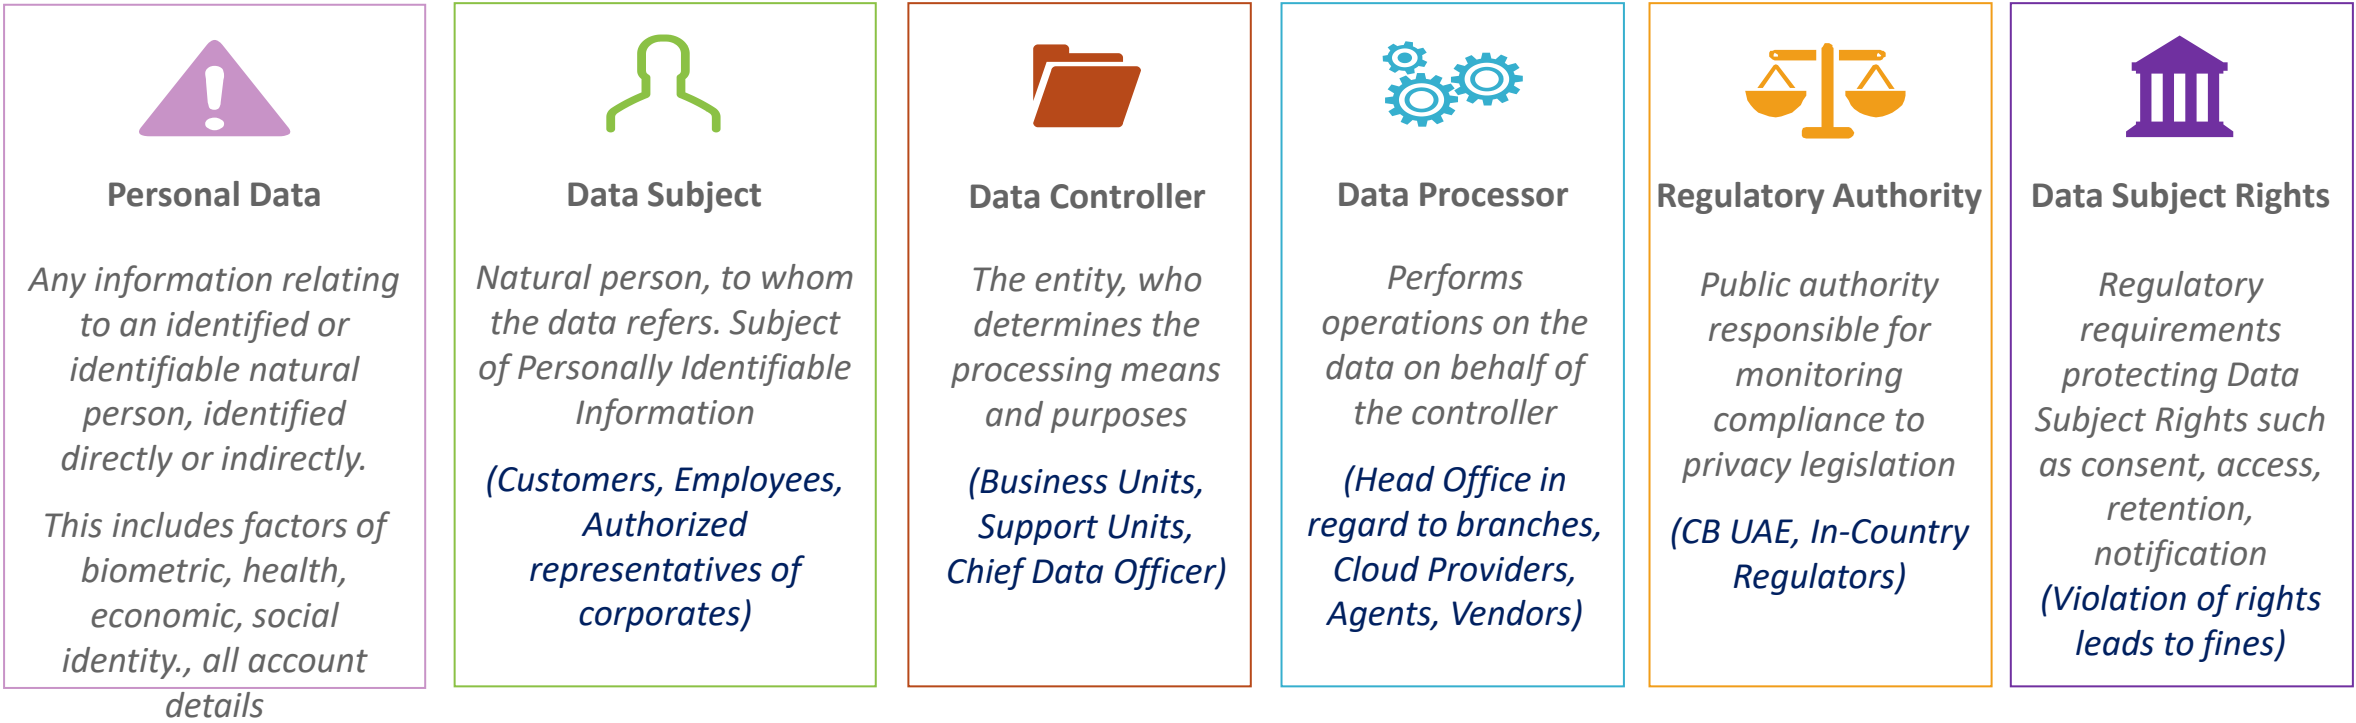 Personal Data
Any information relating
to an identified or
identifiable natural
person, identified
directly or indirectly.
This includes factors of
biometric, health,
economic, social
identity., all account
details
Data Subject
Natural person, to whom
the data refers. Subject
of Personally Identifiable
Information
(Customers, Employees,
Authorized
representatives of
corporates)
Data Controller
The entity, who
determines the
processing means
and purposes
(Business Units,
Support Units,
Chief Data Officer)
Data Processor
Performs
operations on the
data on behalf of
the controller
(Head Office in
regard to branches,
Cloud Providers,
Agents, Vendors)
Regulatory Authority
Public authority
responsible for
monitoring
compliance to
privacy legislation
(CB UAE, In-Country
Regulators)
Data Subject Rights
Regulatory
requirements
protecting Data
Subject Rights such
as consent, access,
retention,
notification
(Violation of rights
leads to fines)